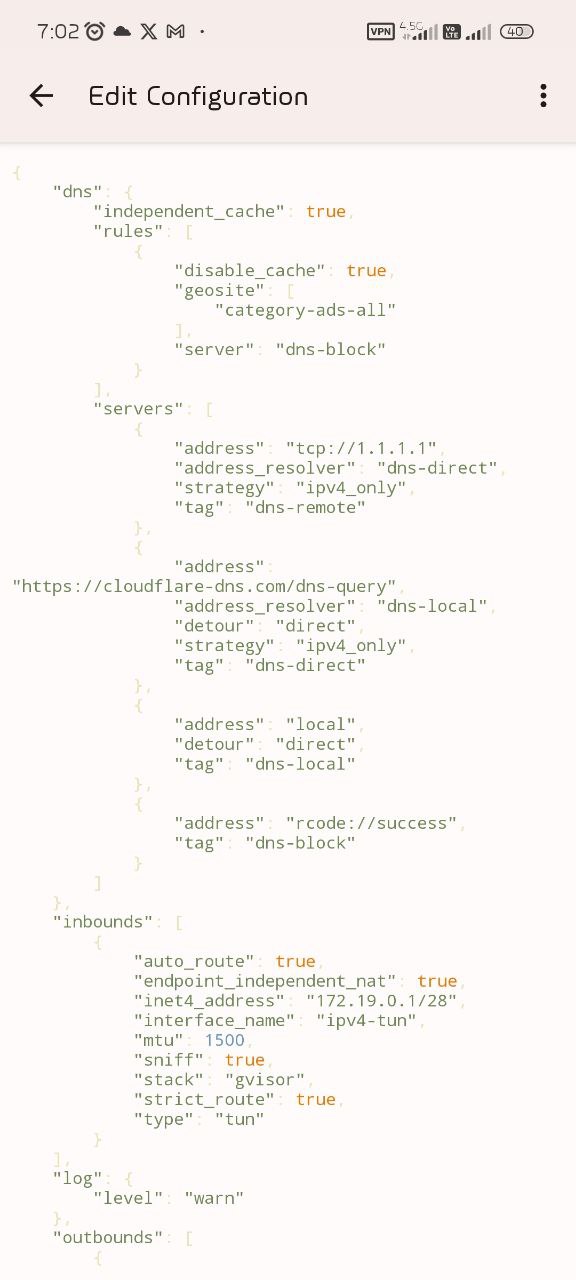 7:02
VPN 4.5G Vo LTE 40
Edit Configuration
{
    "dns": {
        "independent_cache": true,
        "rules": [
            {
                "disable_cache": true,
                "geosite": [
                    "category-ads-all"
                ],
                "server": "dns-block"
            }
        ],
        "servers": [
            {
                "address": "tcp://1.1.1.1",
                "address_resolver": "dns-direct",
                "strategy": "ipv4_only",
                "tag": "dns-remote"
            },
            {
                "address":
"https://cloudflare-dns.com/dns-query",
                "address_resolver": "dns-local",
                "detour": "direct",
                "strategy": "ipv4_only",
                "tag": "dns-direct"
            },
            {
                "address": "local",
                "detour": "direct",
                "tag": "dns-local"
            },
            {
                "address": "rcode://success",
                "tag": "dns-block"
            }
        ]
    },
    "inbounds": [
        {
            "auto_route": true,
            "endpoint_independent_nat": true,
            "inet4_address": "172.19.0.1/28",
            "interface_name": "ipv4-tun",
            "mtu": 1500,
            "sniff": true,
            "stack": "gvisor",
            "strict_route": true,
            "type": "tun"
        }
    ],
    "log": {
        "level": "warn"
    },
    "outbounds": [
        {